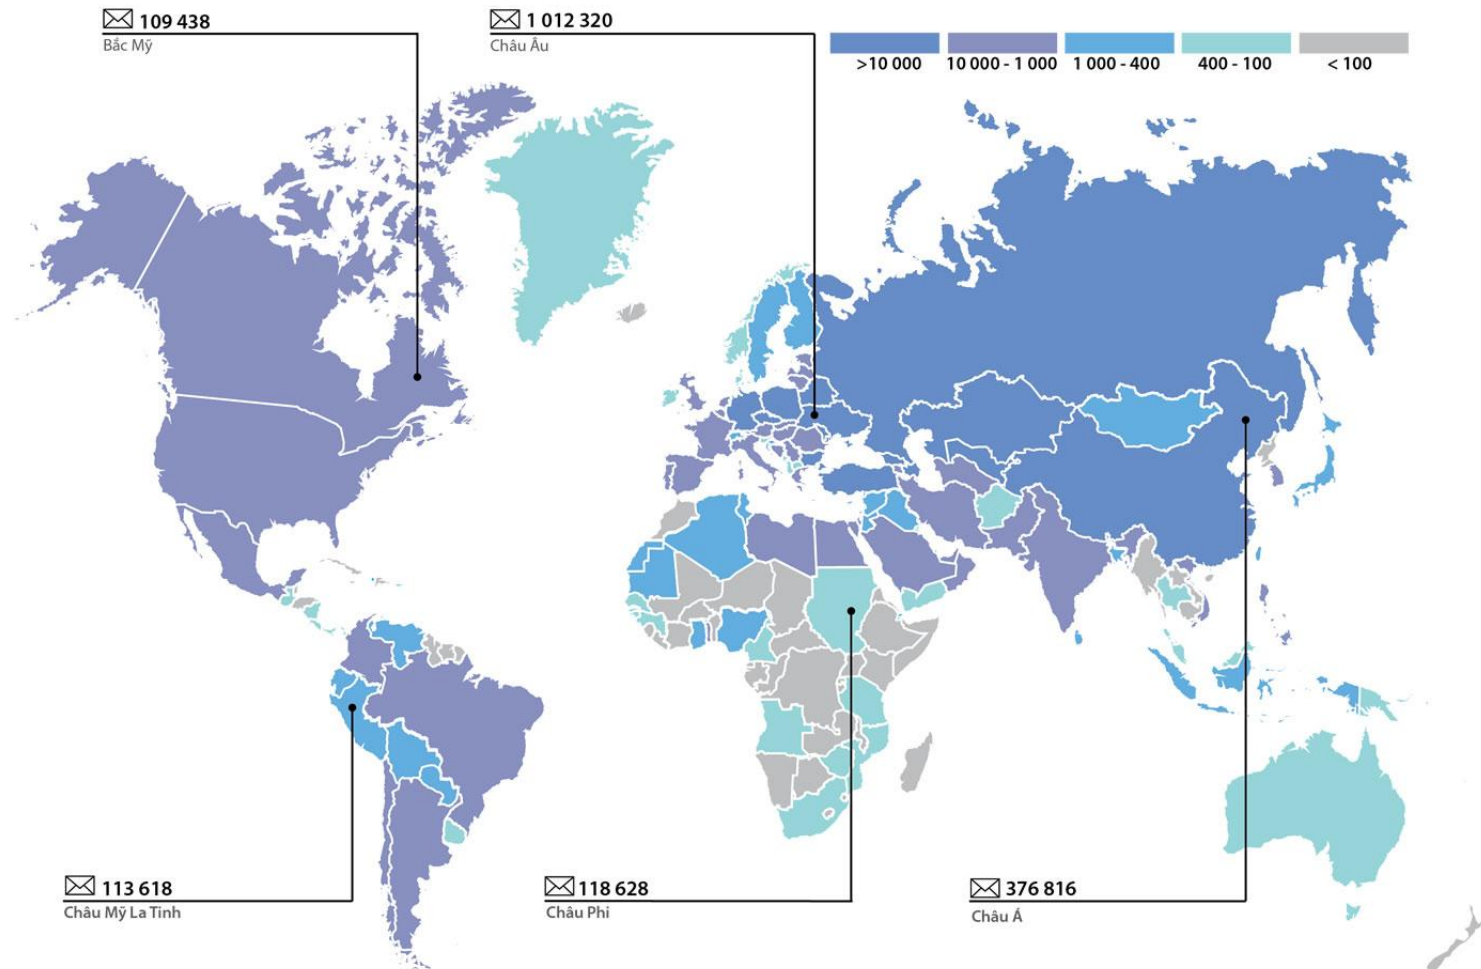 109 438
Bắc Mỹ
1 012 320
Châu Âu
>10 000
10 000 - 1 000
1 000 - 400
400 - 100
< 100
113 618
Châu Mỹ La Tinh
118 628
Châu Phi
376 816
Châu Á